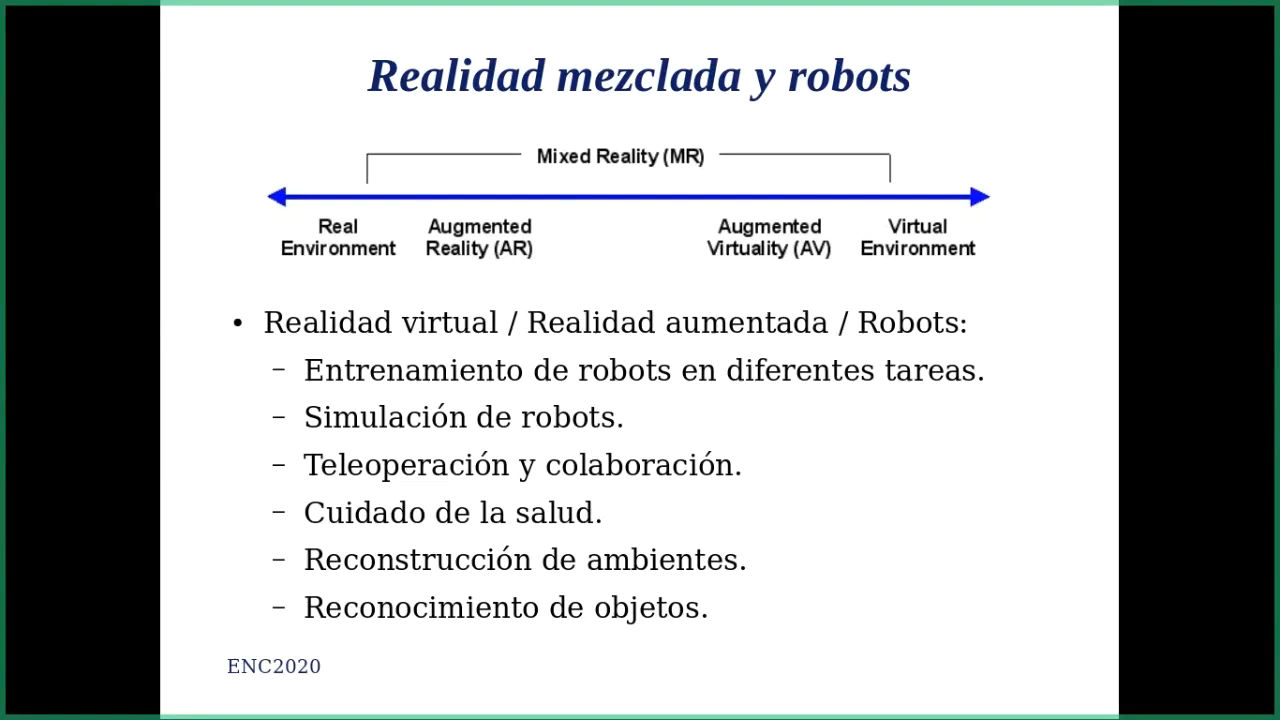 Realidad mezclada y robots
Mixed Reality (MR)
Real Environment
Augmented Reality (AR)
Augmented Virtuality (AV)
Virtual Environment
• Realidad virtual / Realidad aumentada / Robots:
– Entrenamiento de robots en diferentes tareas.
– Simulación de robots.
– Teleoperación y colaboración.
– Cuidado de la salud.
– Reconstrucción de ambientes.
– Reconocimiento de objetos.
ENC2020